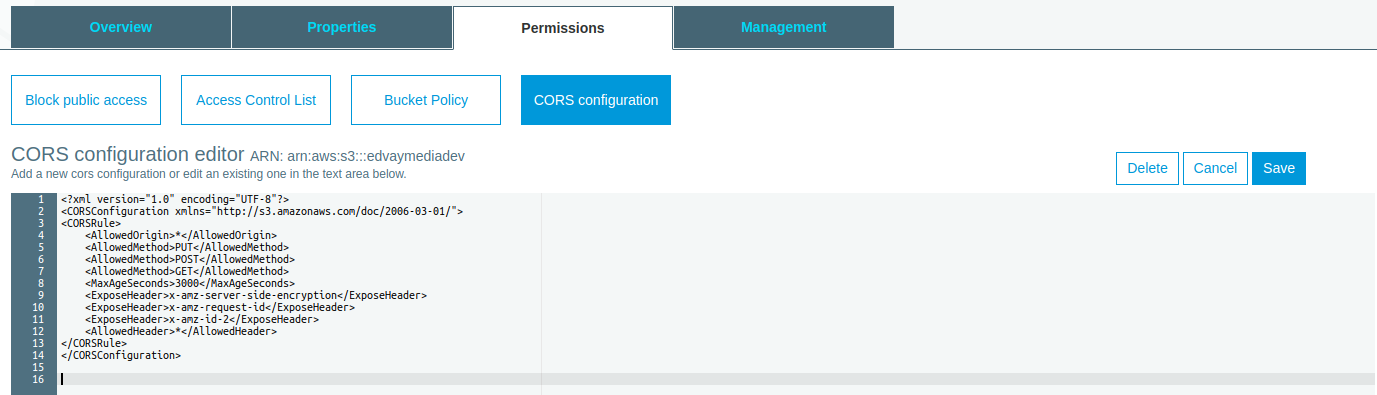 Overview Properties Permissions Management
Block public access Access Control List Bucket Policy CORS configuration
CORS configuration editor ARN: arn:aws:s3:::edvaymediadev
Add a new cors configuration or edit an existing one in the text area below.
Delete Cancel Save
1 <?xml version="1.0" encoding="UTF-8"?>
2 <CORSConfiguration xmlns="http://s3.amazonaws.com/doc/2006-03-01/">
3 <CORSRule>
4     <AllowedOrigin>*</AllowedOrigin>
5     <AllowedMethod>PUT</AllowedMethod>
6     <AllowedMethod>POST</AllowedMethod>
7     <AllowedMethod>GET</AllowedMethod>
8     <MaxAgeSeconds>3000</MaxAgeSeconds>
9     <ExposeHeader>x-amz-server-side-encryption</ExposeHeader>
10     <ExposeHeader>x-amz-request-id</ExposeHeader>
11     <ExposeHeader>x-amz-id-2</ExposeHeader>
12     <AllowedHeader>*</AllowedHeader>
13 </CORSRule>
14 </CORSConfiguration>
15
16